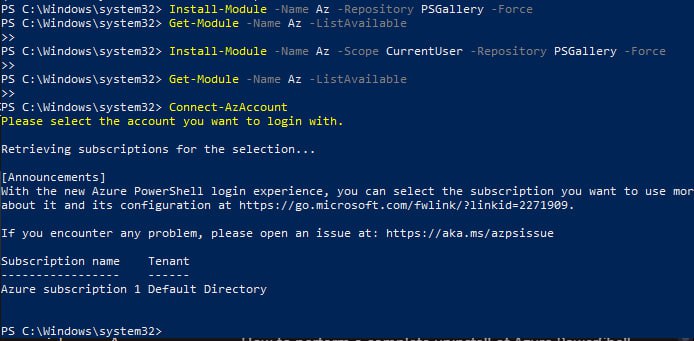 PS C:\Windows\system32> Install-Module -Name Az -Repository PSGallery -Force
PS C:\Windows\system32> Get-Module -Name Az -ListAvailable
>>
PS C:\Windows\system32> Install-Module -Name Az -Scope CurrentUser -Repository PSGallery -Force
>>
PS C:\Windows\system32> Get-Module -Name Az -ListAvailable
>>
PS C:\Windows\system32> Connect-AzAccount
Please select the account you want to login with.
Retrieving subscriptions for the selection...
[Announcements]
With the new Azure PowerShell login experience, you can select the subscription you want to use mor
about it and its configuration at https://go.microsoft.com/fwlink/?linkid=2271909.
If you encounter any problem, please open an issue at: https://aka.ms/azpsissue
Subscription name    Tenant
-----------------    ------
Azure subscription 1 Default Directory
PS C:\Windows\system32>